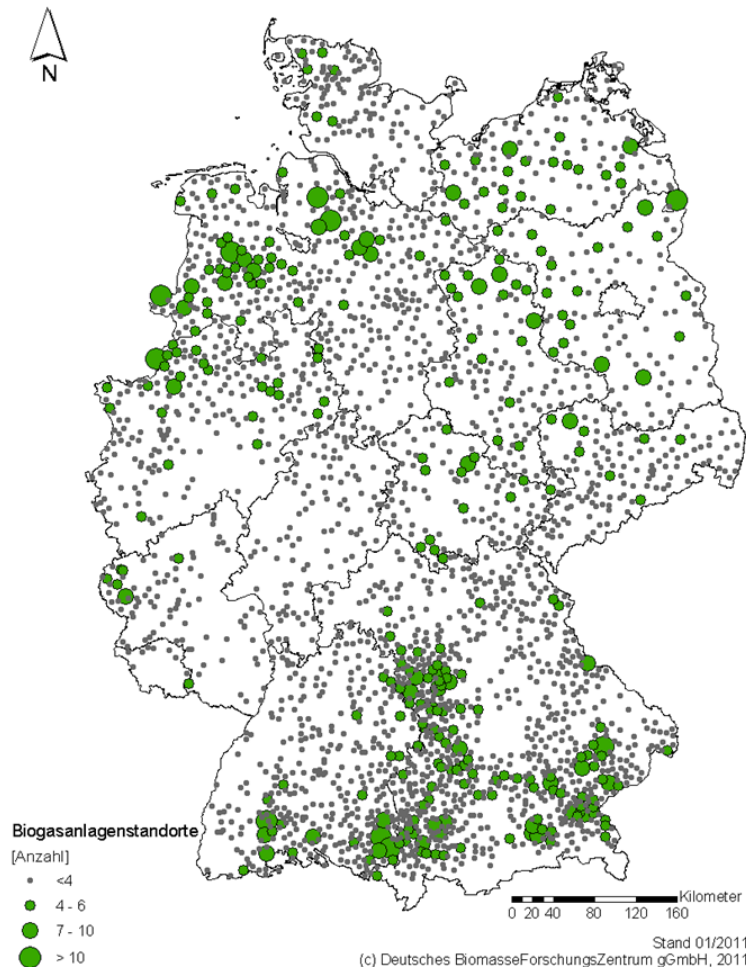 N
Biogasanlagenstandorte
[Anzahl]
<4
4 - 6
7 - 10
> 10
Kilometer
0 20 40 80 120 160
Stand 01/2011
(c) Deutsches BiomasseForschungsZentrum gGmbH, 2011